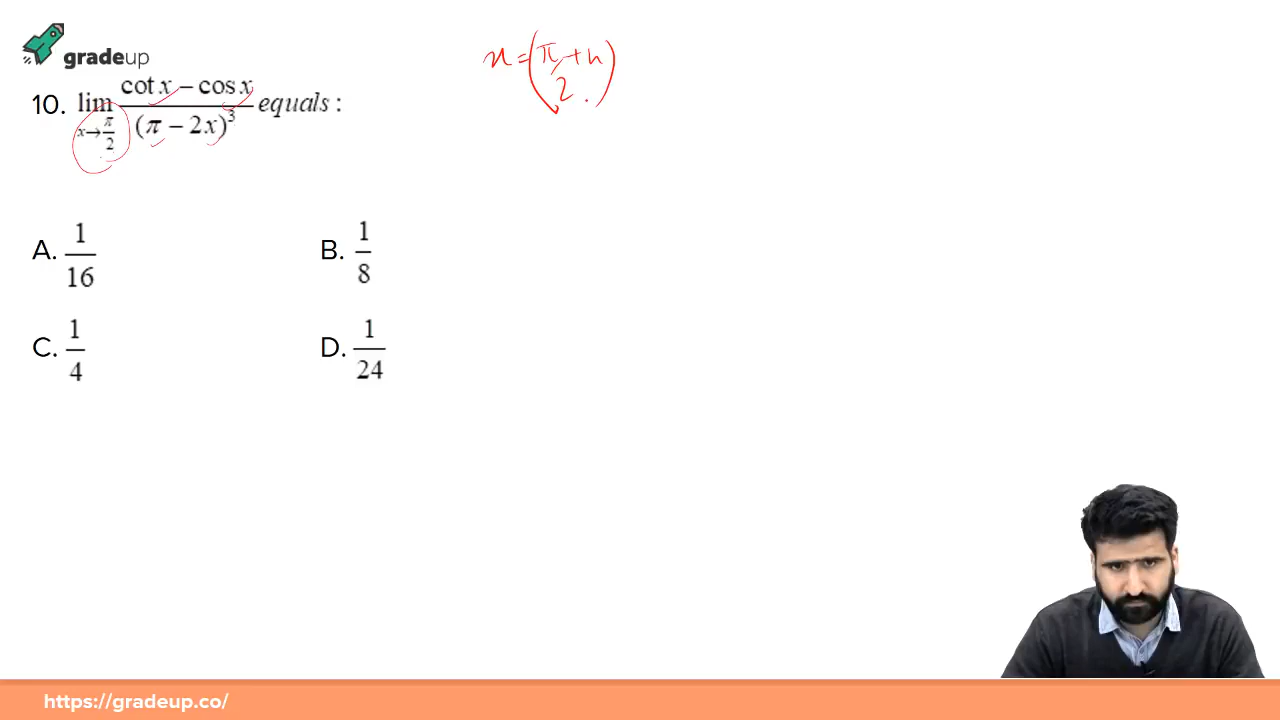 gradeup
x = (π/2 + h)
10. lim x→π/2 (cot x − cos x)/(π − 2x)³ equals :
A. 1/16
B. 1/8
C. 1/4
D. 1/24
https://gradeup.co/